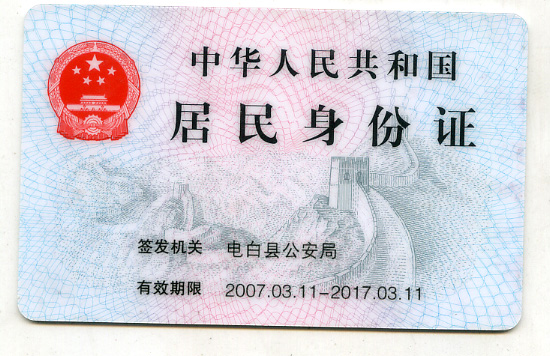 中华人民共和国
居民身份证
签发机关 电白县公安局
有效期限 2007.03.11-2017.03.11